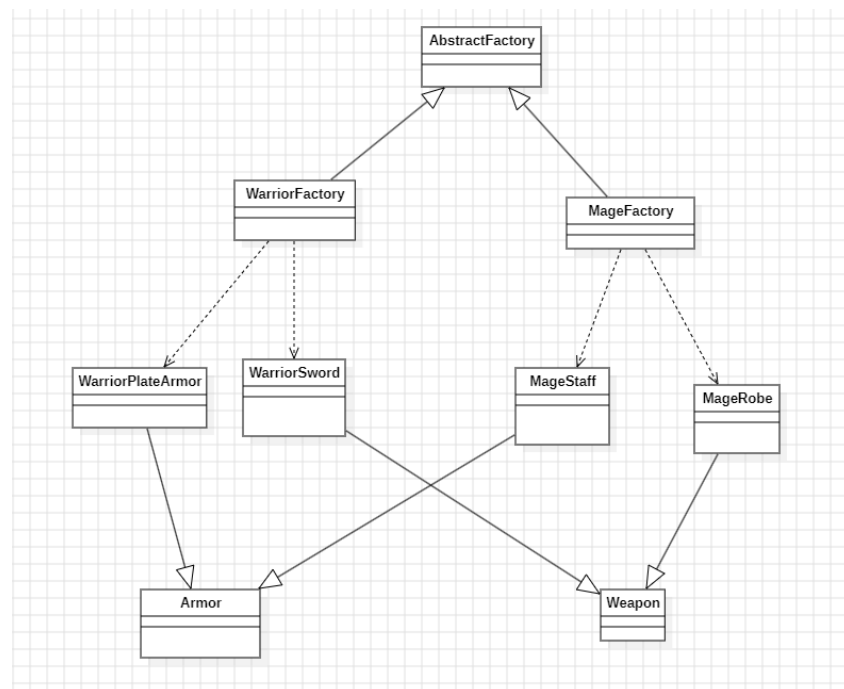 AbstractFactory
WarriorFactory
MageFactory
WarriorPlateArmor
WarriorSword
MageStaff
MageRobe
Armor
Weapon